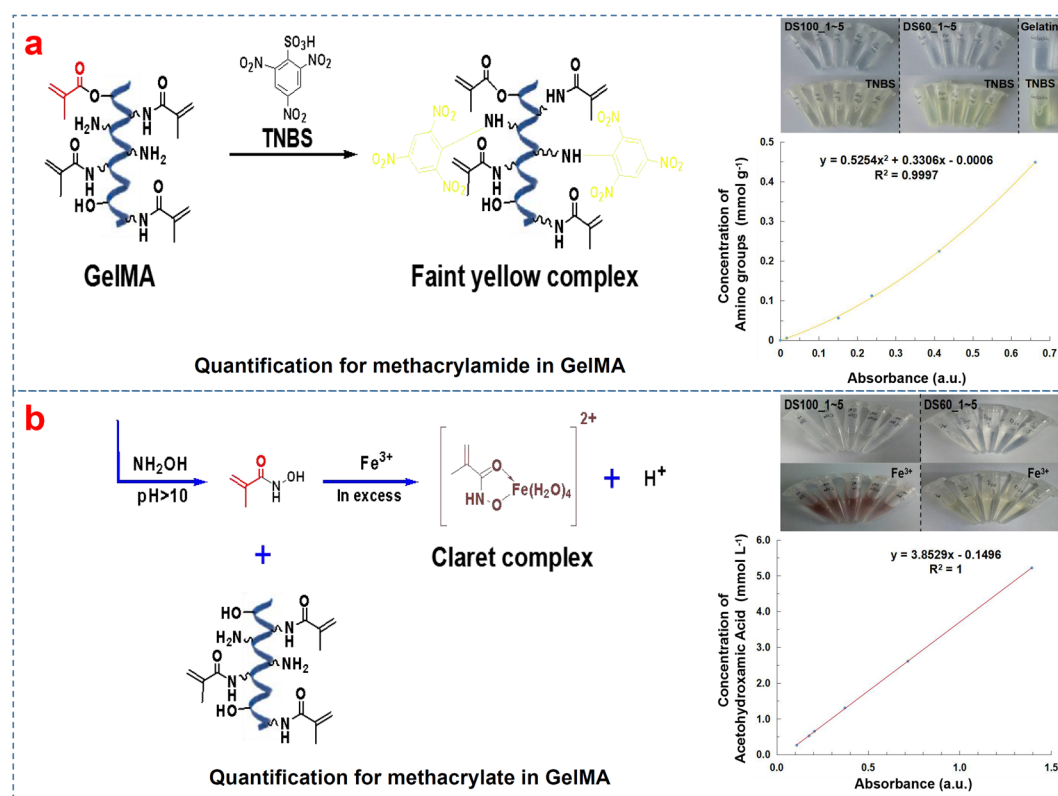 a
O
O
O
HN
H2N
NH2
O
N
H
HO
N
H
O
GelMA
SO3H
O2N
NO2
NO2
TNBS
O
O
O
HN
NO2
O2N
NO2
NH
NH
O2N
NO2
O2N
O
N
H
HO
N
H
O
Faint yellow complex
Quantification for methacrylamide in GelMA
DS100_1~5
DS60_1~5
Gelatin
TNBS
TNBS
TNBS
y = 0.5254x² + 0.3306x - 0.0006
R² = 0.9997
Concentration of
Amino groups (mmol g⁻¹)
0.5
0.4
0.3
0.2
0.1
0
0 0.1 0.2 0.3 0.4 0.5 0.6 0.7
Absorbance (a.u.)
b
NH2OH
pH>10
O
N
H
OH
Fe³⁺
In excess
2+
O
HN
O
Fe(H2O)4
+ H⁺
Claret complex
+
HO
O
N
H
H2N
NH2
O
N
H
HO
N
H
O
Quantification for methacrylate in GelMA
DS100_1~5
DS60_1~5
Fe³⁺
Fe³⁺
y = 3.8529x - 0.1496
R² = 1
Concentration of
Acetohydroxamic Acid (mmol L⁻¹)
6.0
5.0
4.0
3.0
2.0
1.0
0.0
0.0 0.5 1.0 1.5
Absorbance (a.u.)